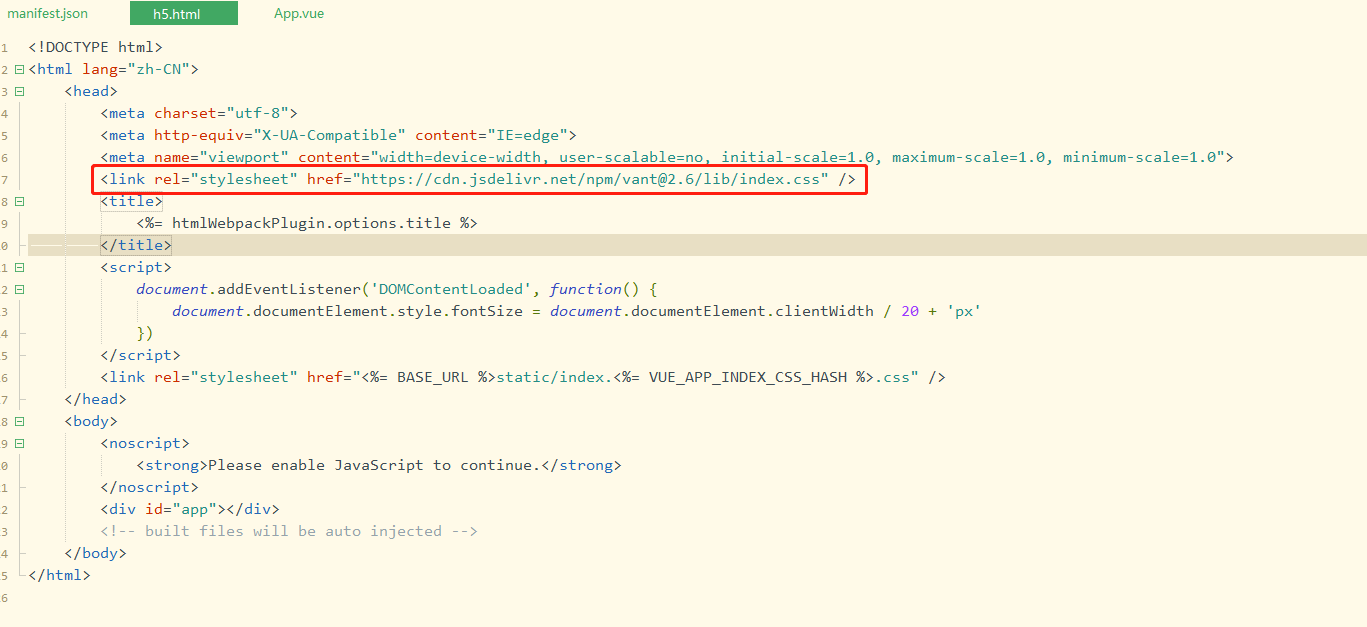 manifest.json h5.html App.vue
1 <!DOCTYPE html>
2 <html lang="zh-CN">
3 <head>
4 <meta charset="utf-8">
5 <meta http-equiv="X-UA-Compatible" content="IE=edge">
6 <meta name="viewport" content="width=device-width, user-scalable=no, initial-scale=1.0, maximum-scale=1.0, minimum-scale=1.0">
7 <link rel="stylesheet" href="https://cdn.jsdelivr.net/npm/vant@2.6/lib/index.css" />
8 <title>
9 <%= htmlWebpackPlugin.options.title %>
0 </title>
1 <script>
2 document.addEventListener('DOMContentLoaded', function() {
3 document.documentElement.style.fontSize = document.documentElement.clientWidth / 20 + 'px'
4 })
5 </script>
6 <link rel="stylesheet" href="<%= BASE_URL %>static/index.<%= VUE_APP_INDEX_CSS_HASH %>.css" />
7 </head>
8 <body>
9 <noscript>
0 <strong>Please enable JavaScript to continue.</strong>
1 </noscript>
2 <div id="app"></div>
3 <!-- built files will be auto injected -->
4 </body>
5 </html>
6